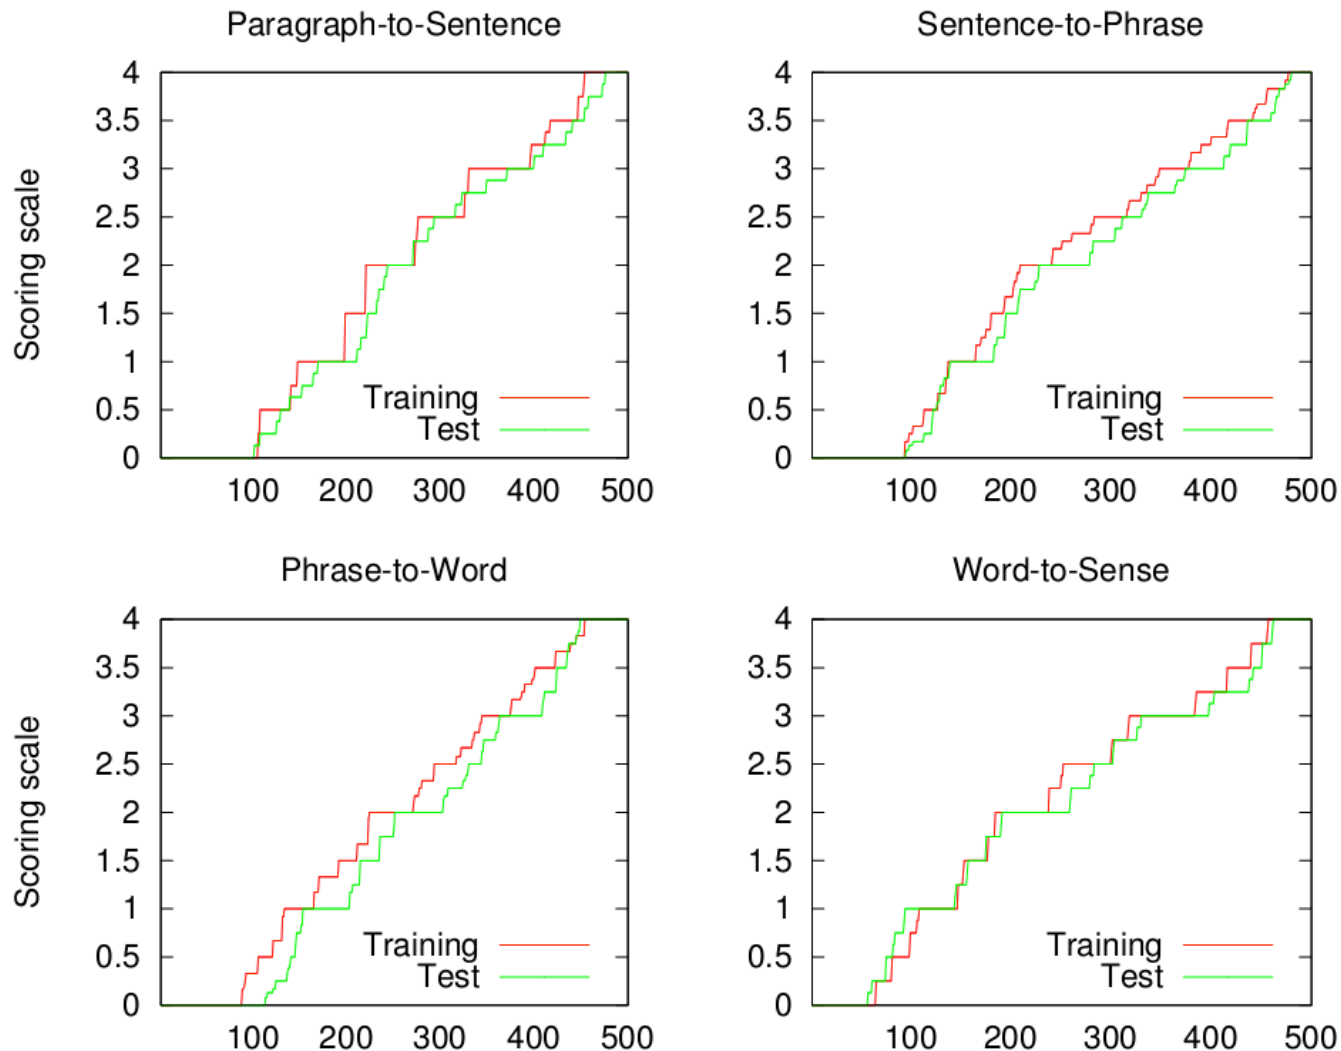 Paragraph-to-Sentence
Scoring scale
4
3.5
3
2.5
2
1.5
1
0.5
0
Training
Test
100 200 300 400 500
Sentence-to-Phrase
4
3.5
3
2.5
2
1.5
1
0.5
0
Training
Test
100 200 300 400 500
Phrase-to-Word
Scoring scale
4
3.5
3
2.5
2
1.5
1
0.5
0
Training
Test
100 200 300 400 500
Word-to-Sense
4
3.5
3
2.5
2
1.5
1
0.5
0
Training
Test
100 200 300 400 500